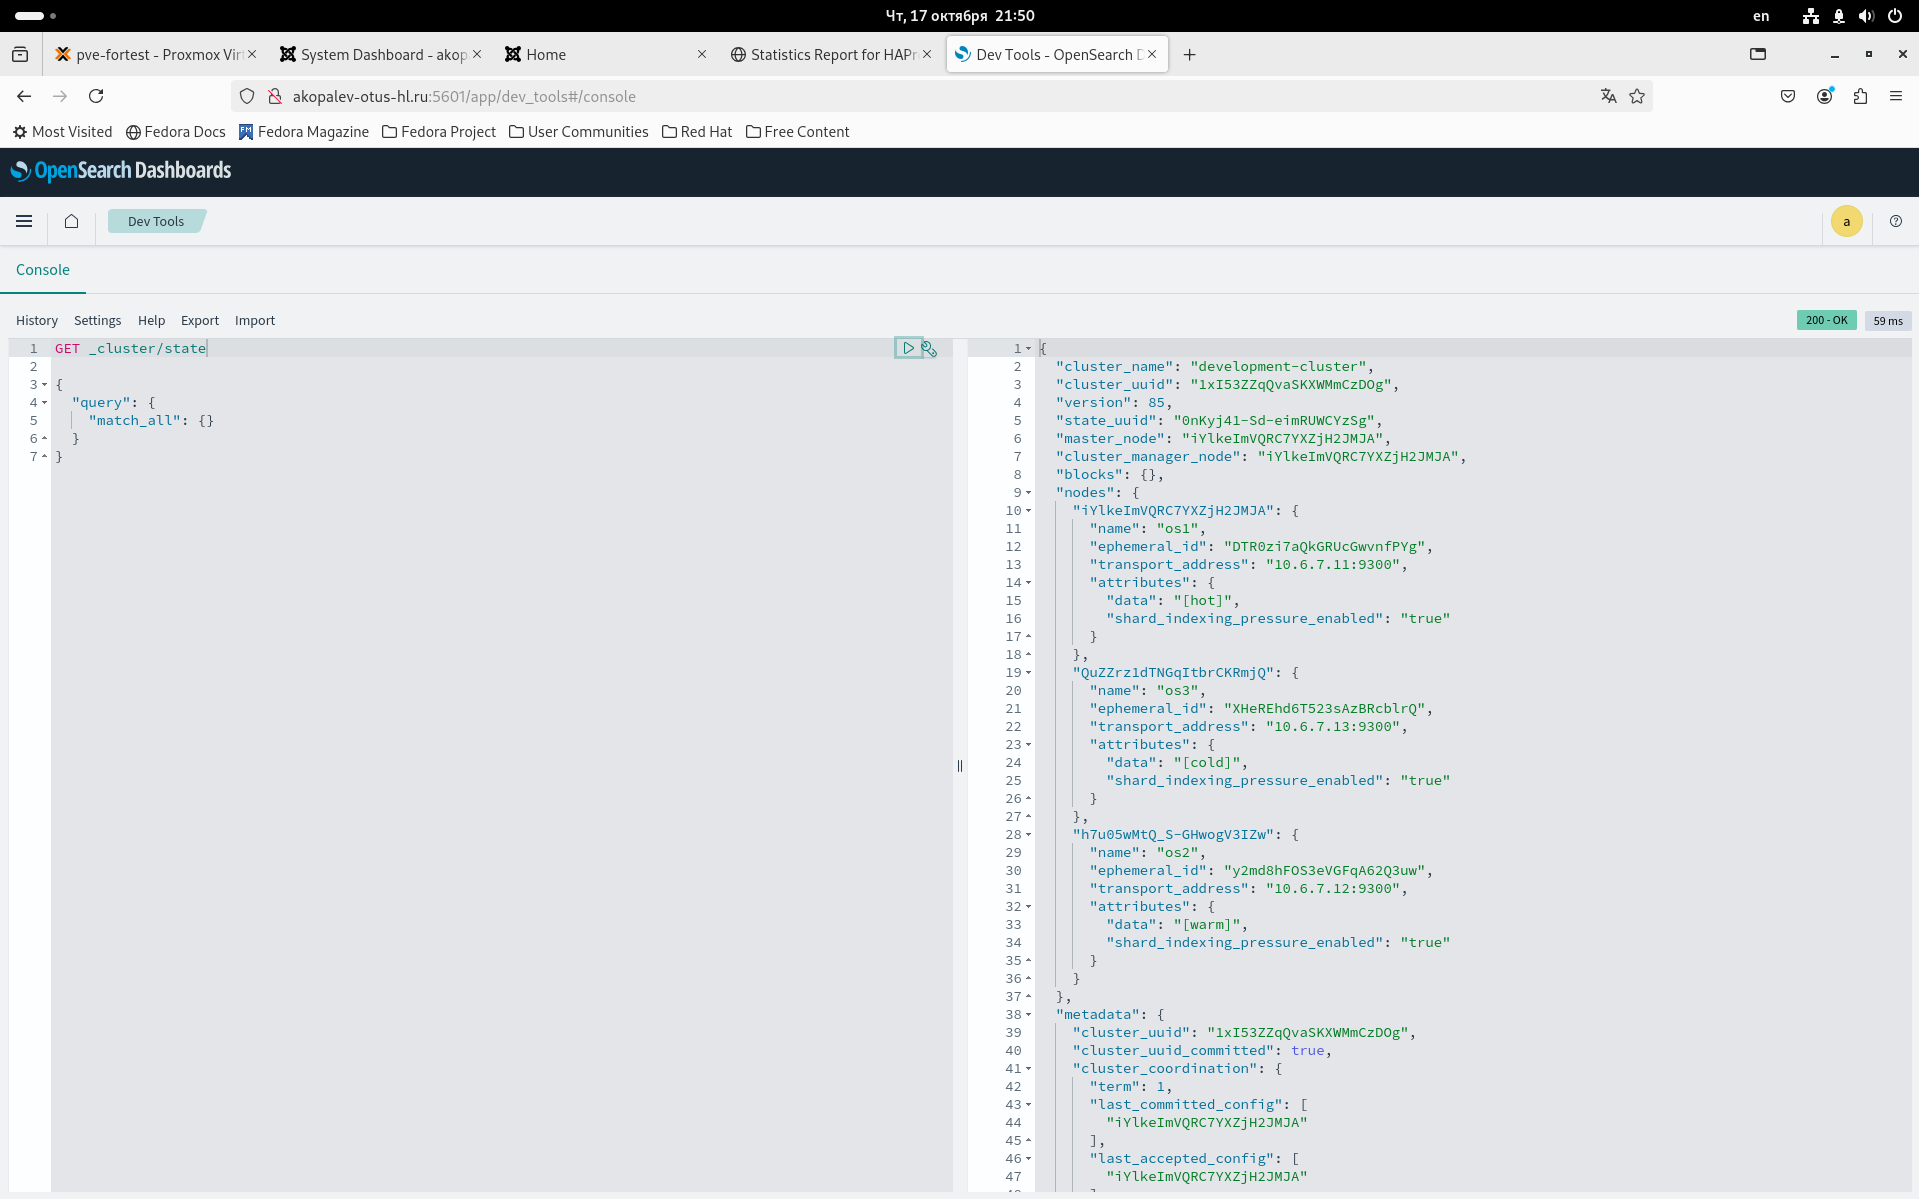 Чт, 17 октября 21:50
en
pve-fortest - Proxmox Vir
System Dashboard - akop
Home
Statistics Report for HAPr
Dev Tools - OpenSearch D
akopalev-otus-hl.ru:5601/app/dev_tools#/console
Most Visited
Fedora Docs
Fedora Magazine
Fedora Project
User Communities
Red Hat
Free Content
OpenSearch Dashboards
Dev Tools
a
Console
History
Settings
Help
Export
Import
200 - OK
59 ms
1 GET _cluster/state
2
3 {
4 "query": {
5 "match_all": {}
6 }
7 }
1 {
2 "cluster_name": "development-cluster",
3 "cluster_uuid": "1xI53ZZqQvaSKXWMmCzDOg",
4 "version": 85,
5 "state_uuid": "0nKyj41-Sd-eimRUWCYzSg",
6 "master_node": "iYlkeImVQRC7YXZjH2JMJA",
7 "cluster_manager_node": "iYlkeImVQRC7YXZjH2JMJA",
8 "blocks": {},
9 "nodes": {
10 "iYlkeImVQRC7YXZjH2JMJA": {
11 "name": "os1",
12 "ephemeral_id": "DTR0zi7aQkGRUcGwvnfPYg",
13 "transport_address": "10.6.7.11:9300",
14 "attributes": {
15 "data": "[hot]",
16 "shard_indexing_pressure_enabled": "true"
17 }
18 },
19 "QuZZrz1dTNGqItbrCKRmjQ": {
20 "name": "os3",
21 "ephemeral_id": "XHeREhd6T523sAzBRcblrQ",
22 "transport_address": "10.6.7.13:9300",
23 "attributes": {
24 "data": "[cold]",
25 "shard_indexing_pressure_enabled": "true"
26 }
27 },
28 "h7u05wMtQ_S-GHwogV3IZw": {
29 "name": "os2",
30 "ephemeral_id": "y2md8hFOS3eVGFqA62Q3uw",
31 "transport_address": "10.6.7.12:9300",
32 "attributes": {
33 "data": "[warm]",
34 "shard_indexing_pressure_enabled": "true"
35 }
36 }
37 },
38 "metadata": {
39 "cluster_uuid": "1xI53ZZqQvaSKXWMmCzDOg",
40 "cluster_uuid_committed": true,
41 "cluster_coordination": {
42 "term": 1,
43 "last_committed_config": [
44 "iYlkeImVQRC7YXZjH2JMJA"
45 ],
46 "last_accepted_config": [
47 "iYlkeImVQRC7YXZjH2JMJA"